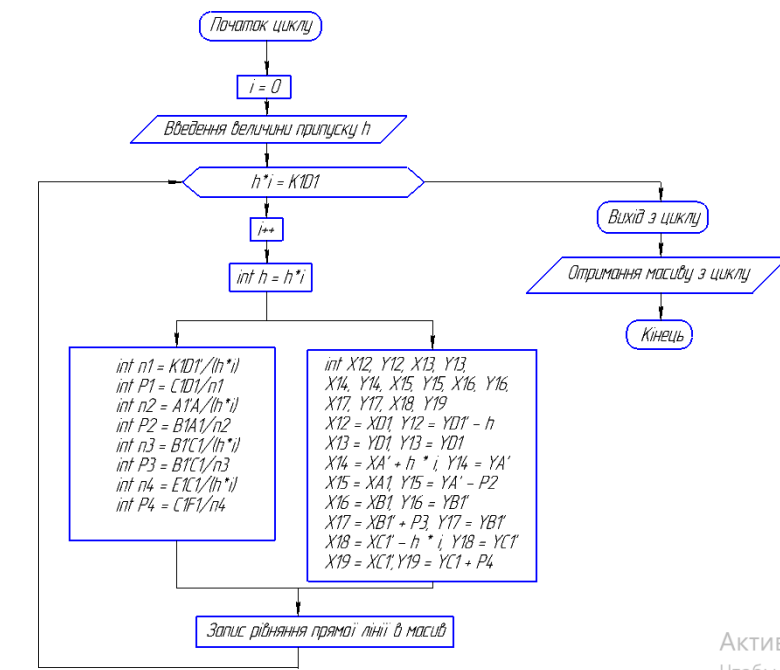 Початок циклу
i = 0
Введення величини припуску h
h*i = K1D1
i++
int h = h*i
Вихід з циклу
Отримання масиву з циклу
Кінець
int n1 = K1D1'/(h*i)
int P1 = C1D1/n1
int n2 = A1'A/(h*i)
int P2 = B1A1/n2
int n3 = B1'C1/(h*i)
int P3 = B1'C1/n3
int n4 = E1C1/(h*i)
int P4 = C1F1/n4
int X12, Y12, X13, Y13,
X14, Y14, X15, Y15, X16, Y16,
X17, Y17, X18, Y19
X12 = XD1, Y12 = YD1' - h
X13 = YD1, Y13 = YD1
X14 = XA' + h * i, Y14 = YA'
X15 = XA1, Y15 = YA' - P2
X16 = XB1, Y16 = YB1'
X17 = XB1' + P3, Y17 = YB1'
X18 = XC1' - h * i, Y18 = YC1'
X19 = XC1', Y19 = YC1 + P4
Запис рівняння прямої лінії в масив